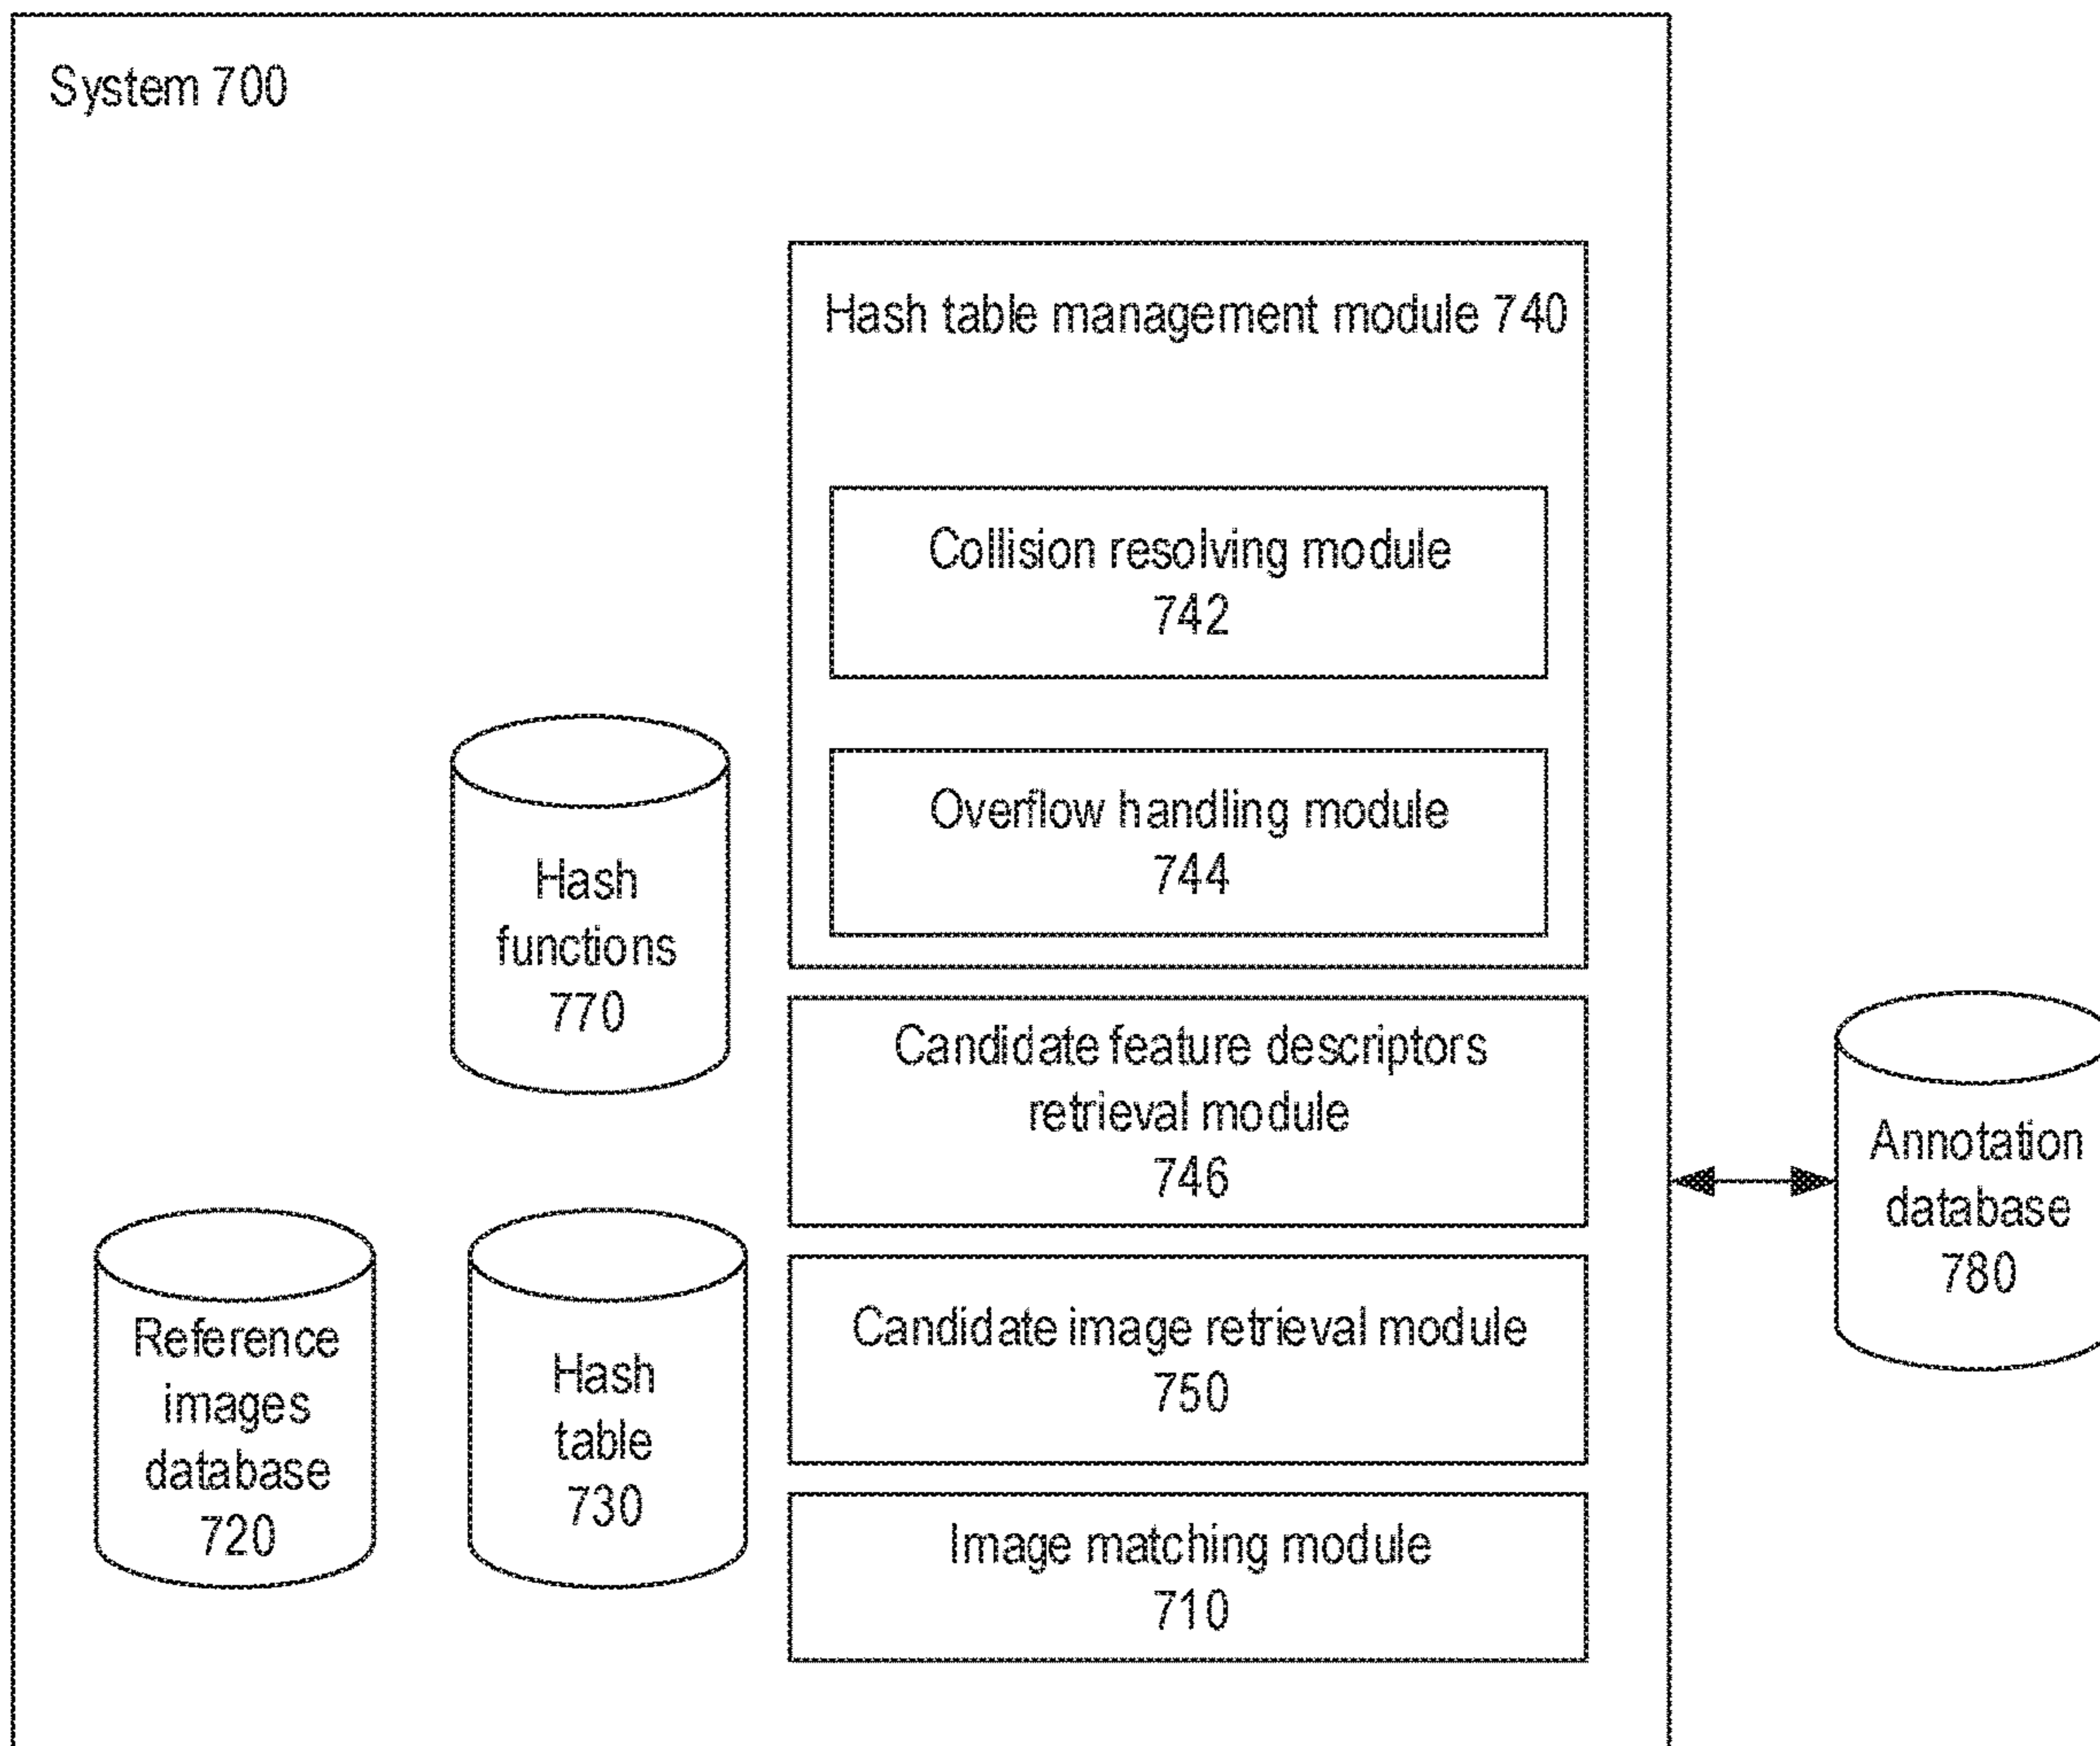 System 700
Hash table management module 740
Collision resolving module
742
Overflow handling module
744
Hash
functions
770
Candidate feature descriptors
retrieval module
746
Annotation
database
780
Reference
images
database
720
Hash
table
730
Candidate image retrieval module
750
Image matching module
710